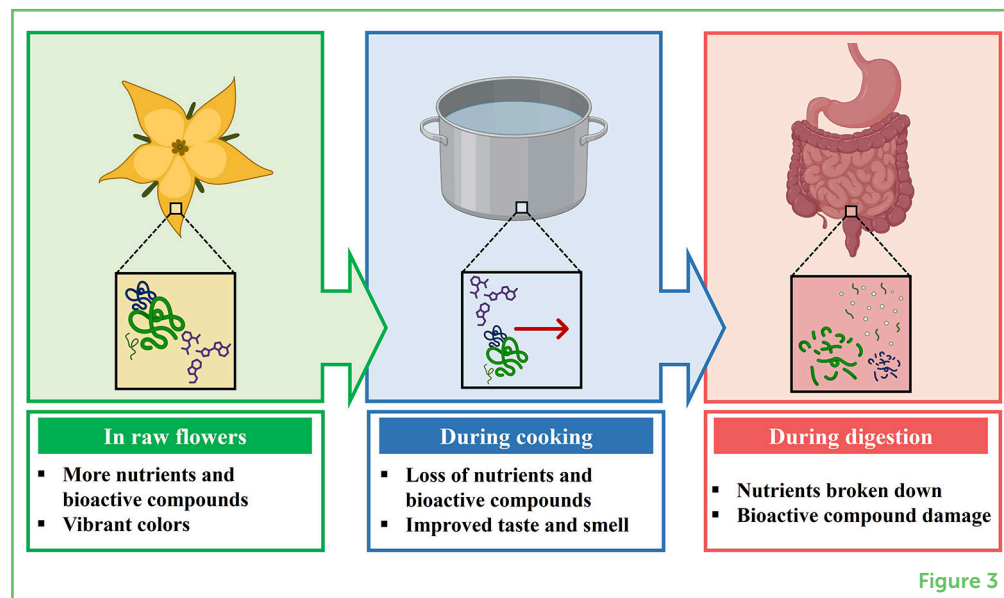 In raw flowers
▪ More nutrients and
bioactive compounds
▪ Vibrant colors
During cooking
▪ Loss of nutrients and
bioactive compounds
▪ Improved taste and smell
During digestion
▪ Nutrients broken down
▪ Bioactive compound damage
Figure 3